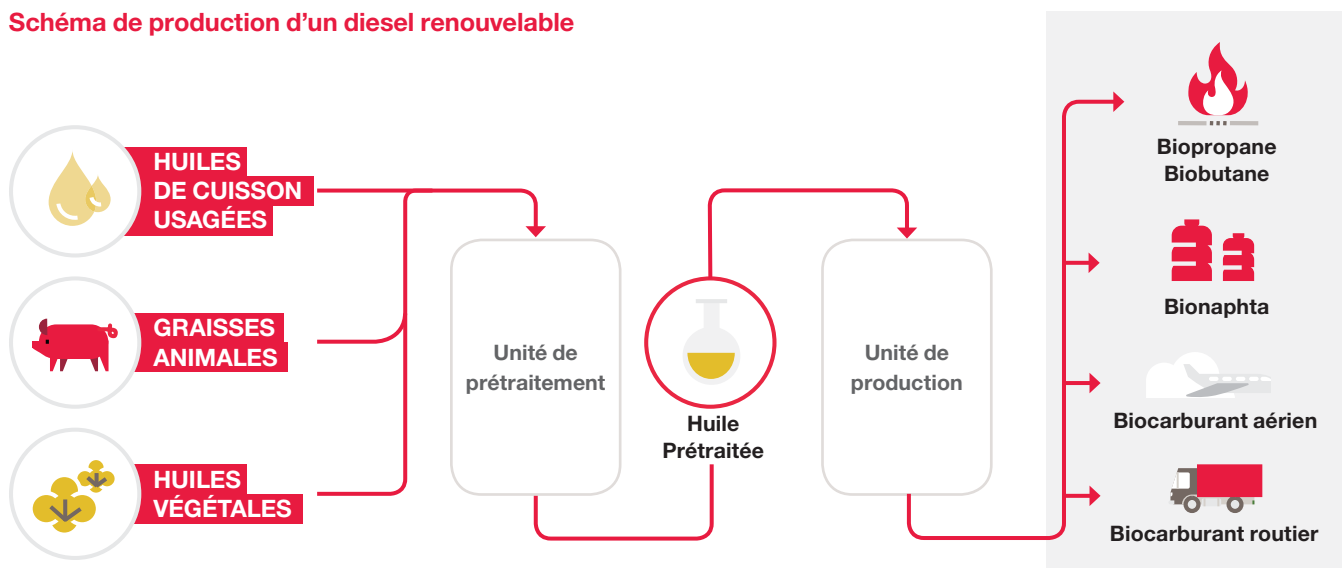 Schéma de production d'un diesel renouvelable
HUILES
DE CUISSON
USAGÉES
GRAISSES
ANIMALES
HUILES
VÉGÉTALES
Unité de
prétraitement
Huile
Prétraitée
Unité de
production
Biopropane
Biobutane
Bionaphta
Biocarburant aérien
Biocarburant routier